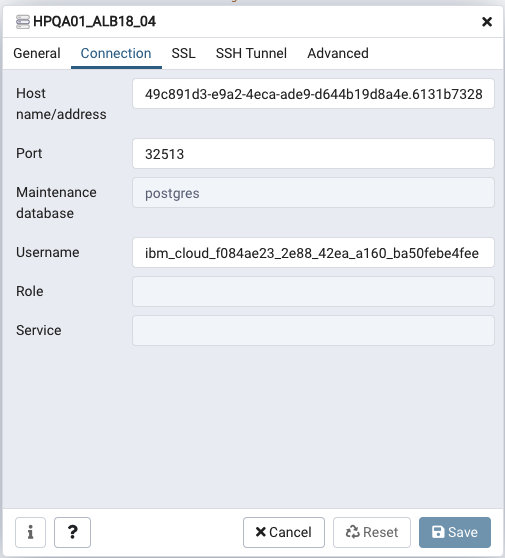 HPQA01_ALB18_04
General Connection SSL SSH Tunnel Advanced
Host name/address
49c891d3-e9a2-4eca-ade9-d644b19d8a4e.6131b7328
Port
32513
Maintenance database
postgres
Username
ibm_cloud_f084ae23_2e88_42ea_a160_ba50febe4fee
Role
Service
i ? Cancel Reset Save